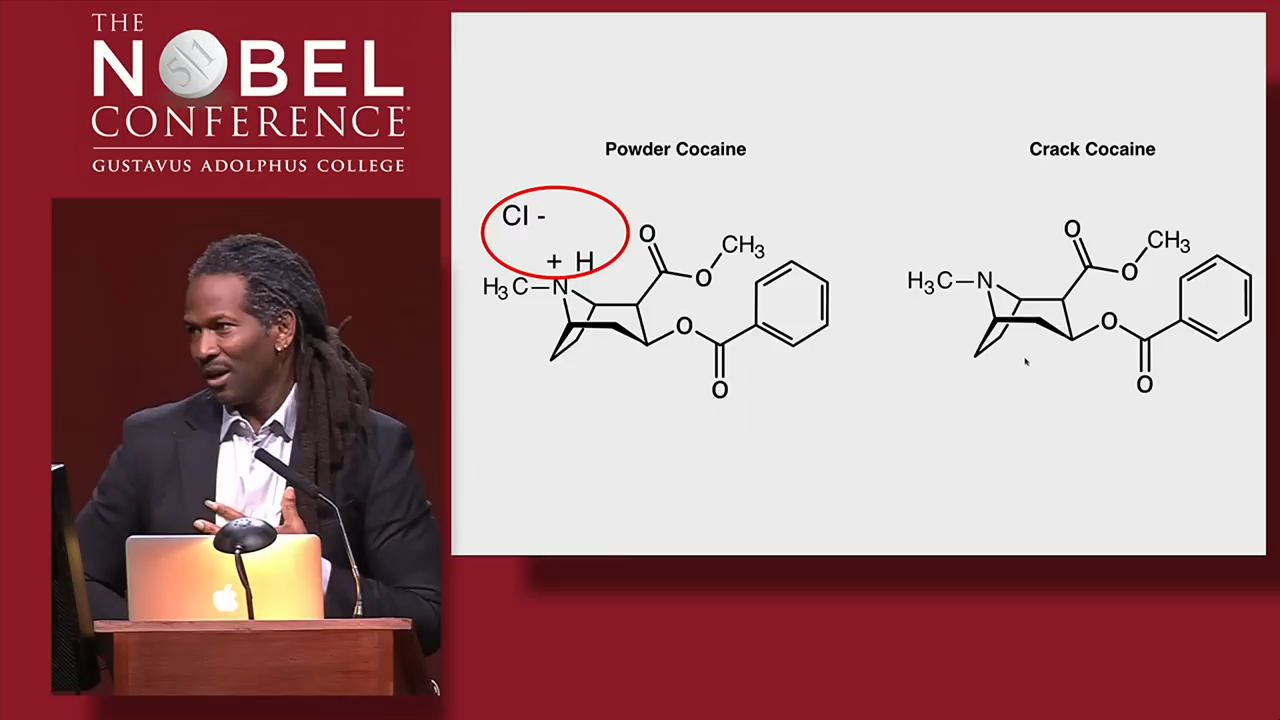 THE
NOBEL
51
CONFERENCE®
GUSTAVUS ADOLPHUS COLLEGE
Powder Cocaine
Crack Cocaine
Cl -
+ H
H3C N
O
O
CH3
O
O
H3C N
O
O
CH3
O
O